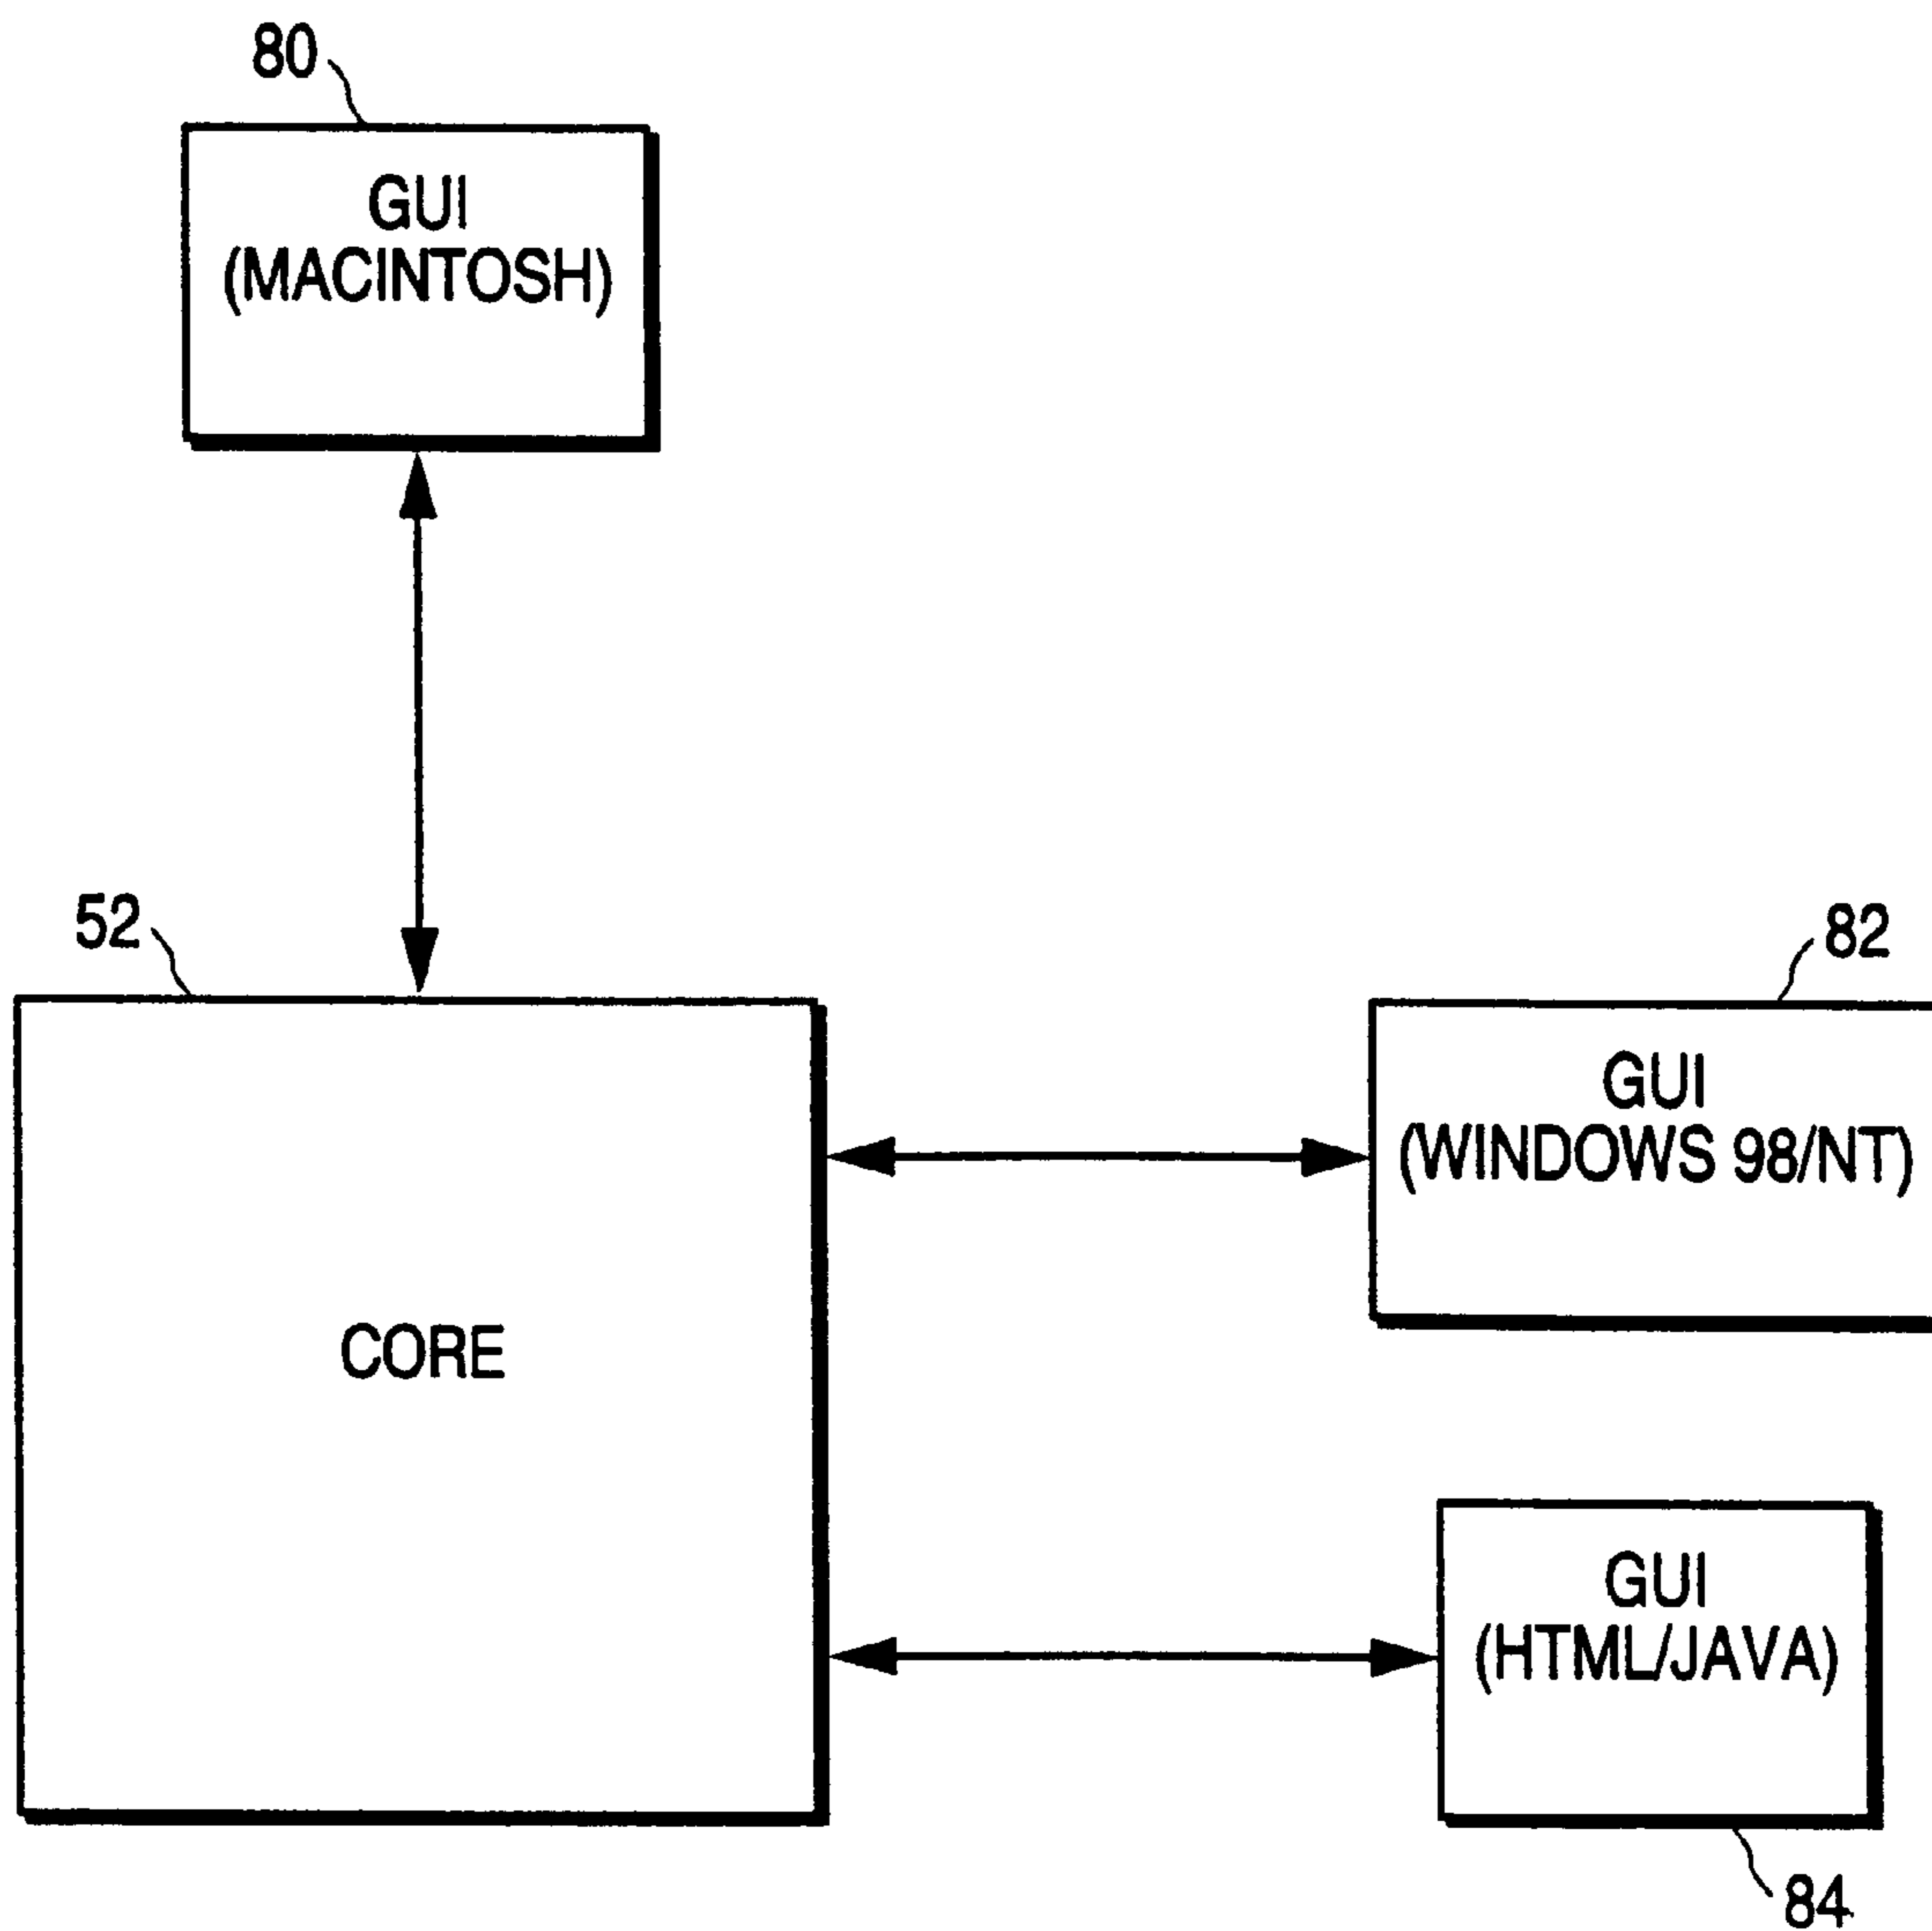 80
GUI
(MACINTOSH)
52
82
GUI
(WINDOWS 98/NT)
CORE
GUI
(HTML/JAVA)
84